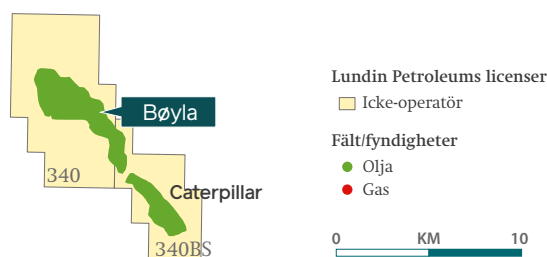 Bøyla
340
Caterpillar
340BS
Lundin Petroleums licenser
Icke-operatör
Fält/fyndigheter
Olja
Gas
0 KM 10